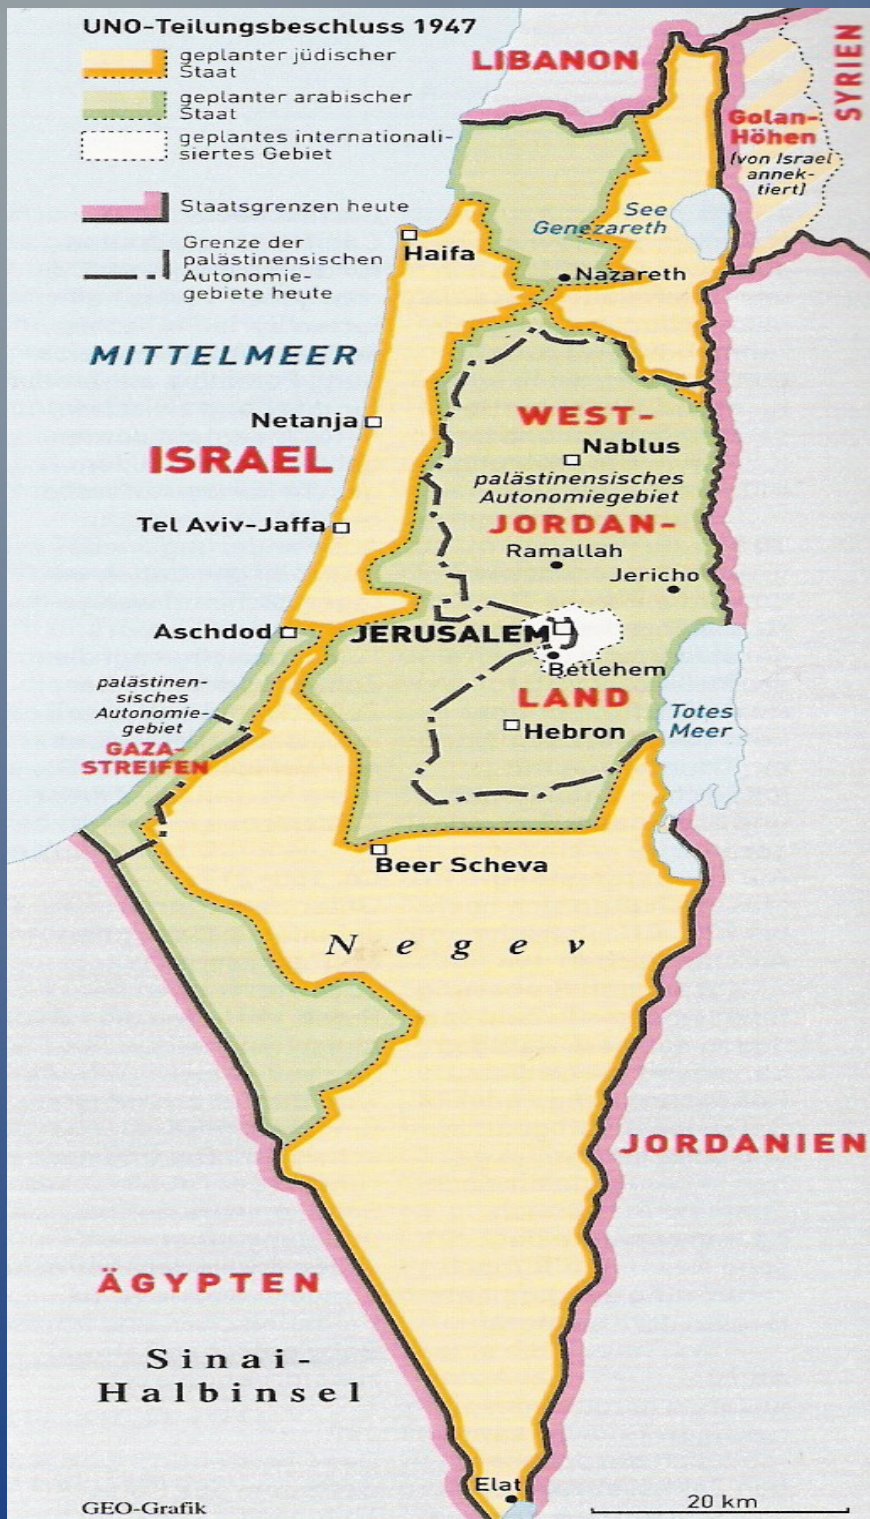 UNO-Teilungsbeschluss 1947
geplanter jüdischer
Staat
geplanter arabischer
Staat
geplantes internationali-
siertes Gebiet
Staatsgrenzen heute
Grenze der
palästinensischen
Autonomie-
gebiete heute
LIBANON
SYRIEN
Golan-
Höhen
(von Israel
annek-
tiert)
See
Genezareth
Haifa
Nazareth
MITTELMEER
Netanja
WEST-
Nablus
ISRAEL
palästinensisches
Autonomiegebiet
Tel Aviv-Jaffa
JORDAN-
Ramallah
Jericho
Aschdod
JERUSALEM
Betlehem
palästinen-
sisches
Autonomie-
gebiet
LAND
Hebron
Totes
Meer
GAZA-
STREIFEN
Beer Scheva
Negev
JORDANIEN
ÄGYPTEN
Sinai-
Halbinsel
Elat
GEO-Grafik
20 km